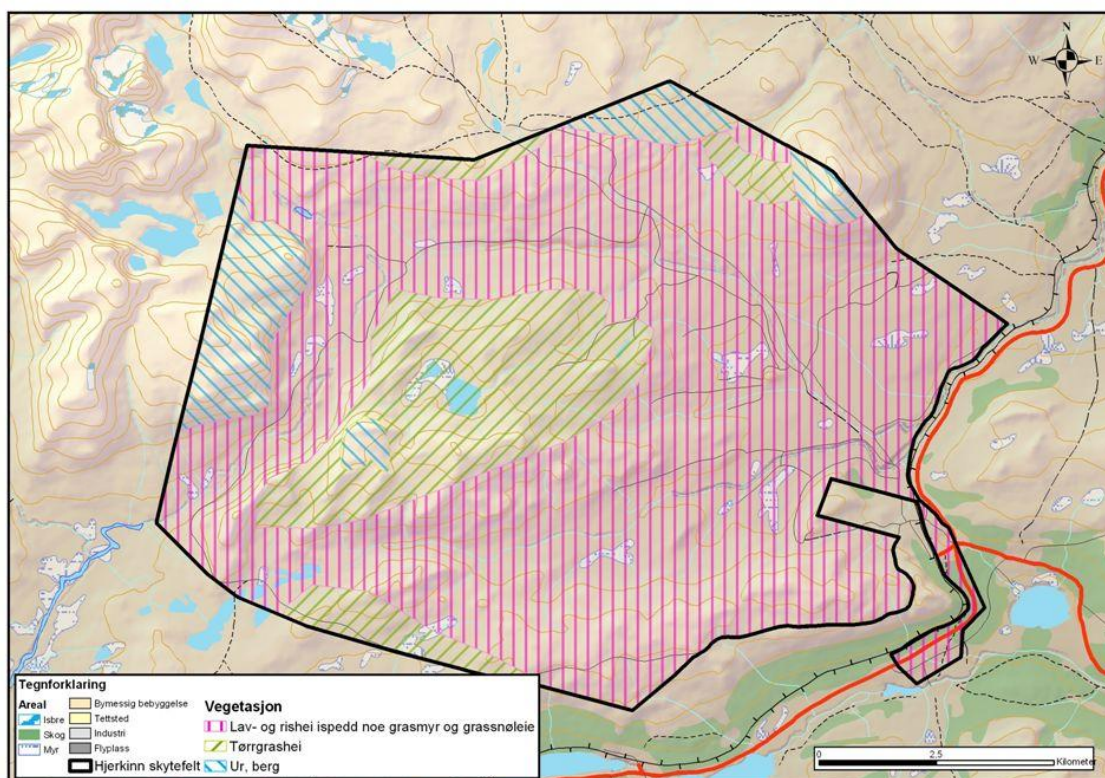 N
W E
S
Tegnforklaring
Areal
Isbre
Skog
Myr
Bymessig bebyggelse
Tettsted
Industri
Flyplass
Hjerkinn skytefelt
Vegetasjon
Lav- og rishei ispedd noe grasmyr og grassnøleie
Tørrgrashei
Ur, berg
0 2.5
Kilometer